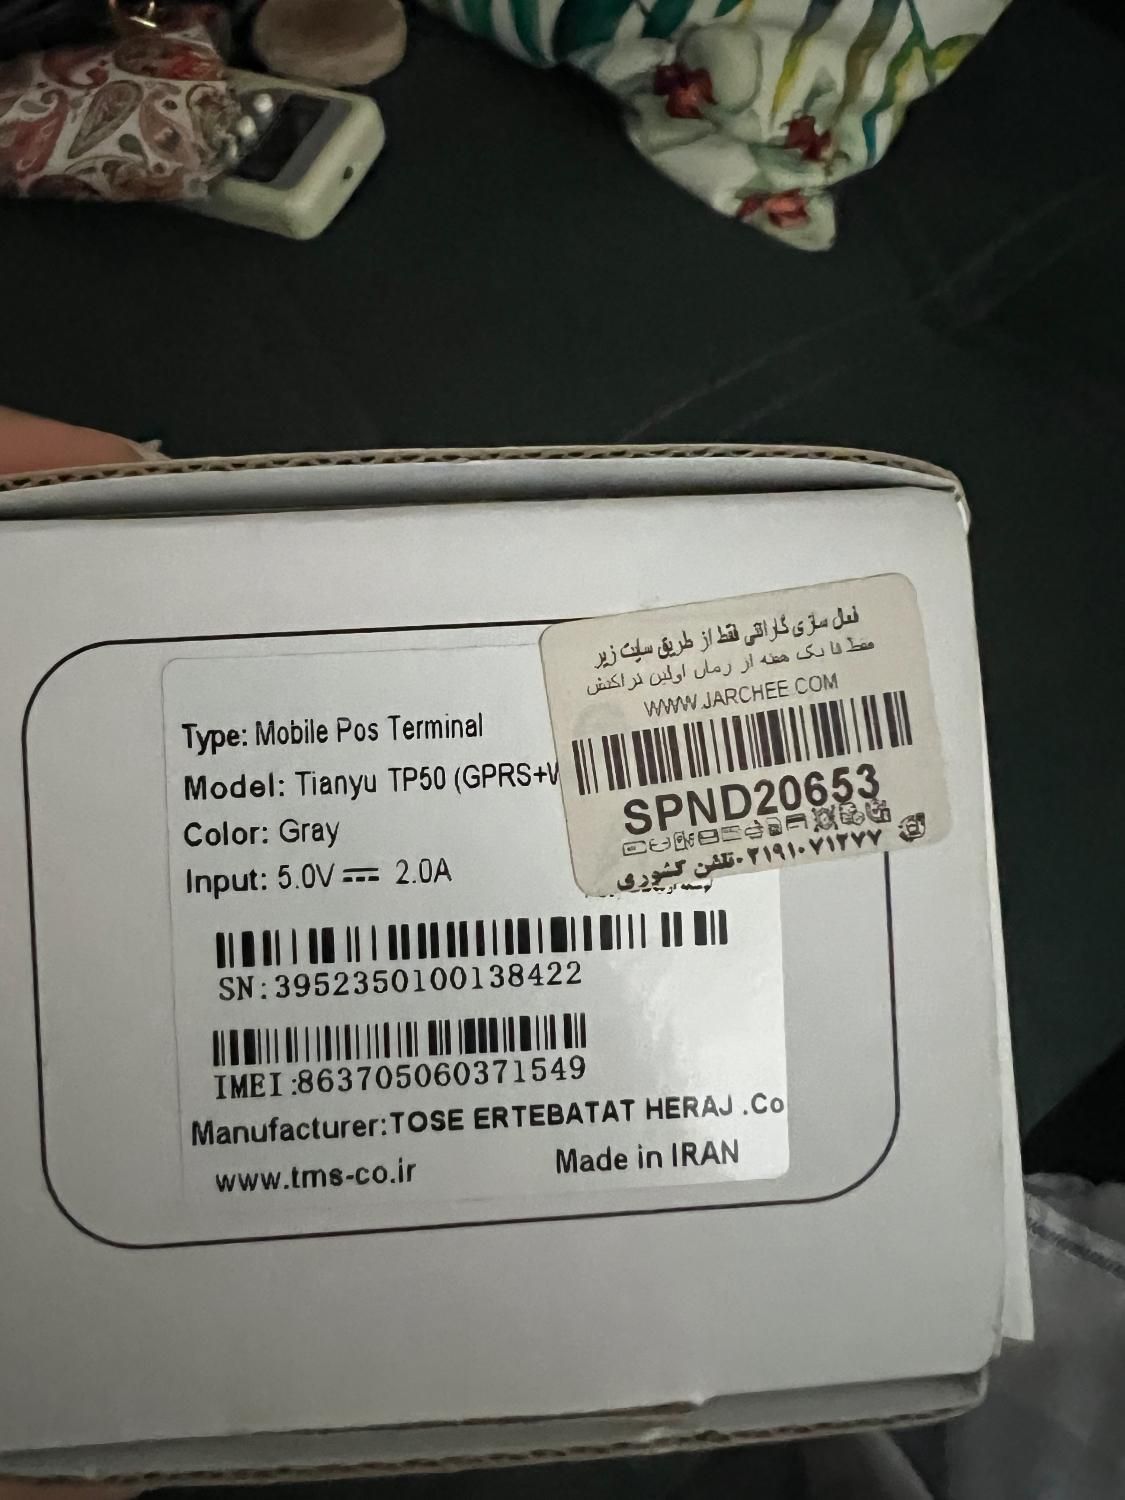 فعال سازی گارانتی فقط از طریق سایت زیر
فقط تا یک هفته از زمان اولین تراکنش
WWW.JARCHEE.COM
SPND20653
تلفن کشوری ۰۲۱۹۱۰۷۱۲۷۷
Type: Mobile Pos Terminal
Model: Tianyu TP50 (GPRS+
Color: Gray
Input: 5.0V 2.0A
SN:3952350100138422
IMEI:863705060371549
Manufacturer:TOSE ERTEBATAT HERAJ .Co
www.tms-co.ir
Made in IRAN